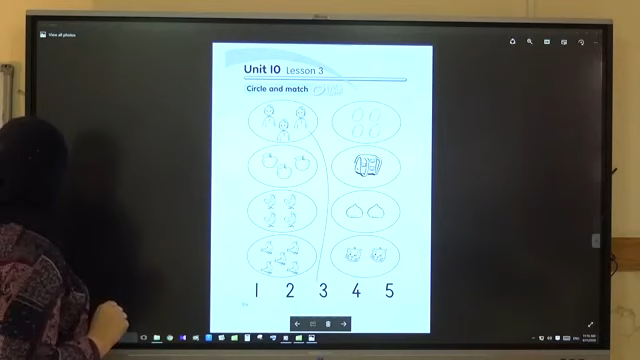 View all photos
Unit 10 Lesson 3
Circle and match
1 2 3 4 5